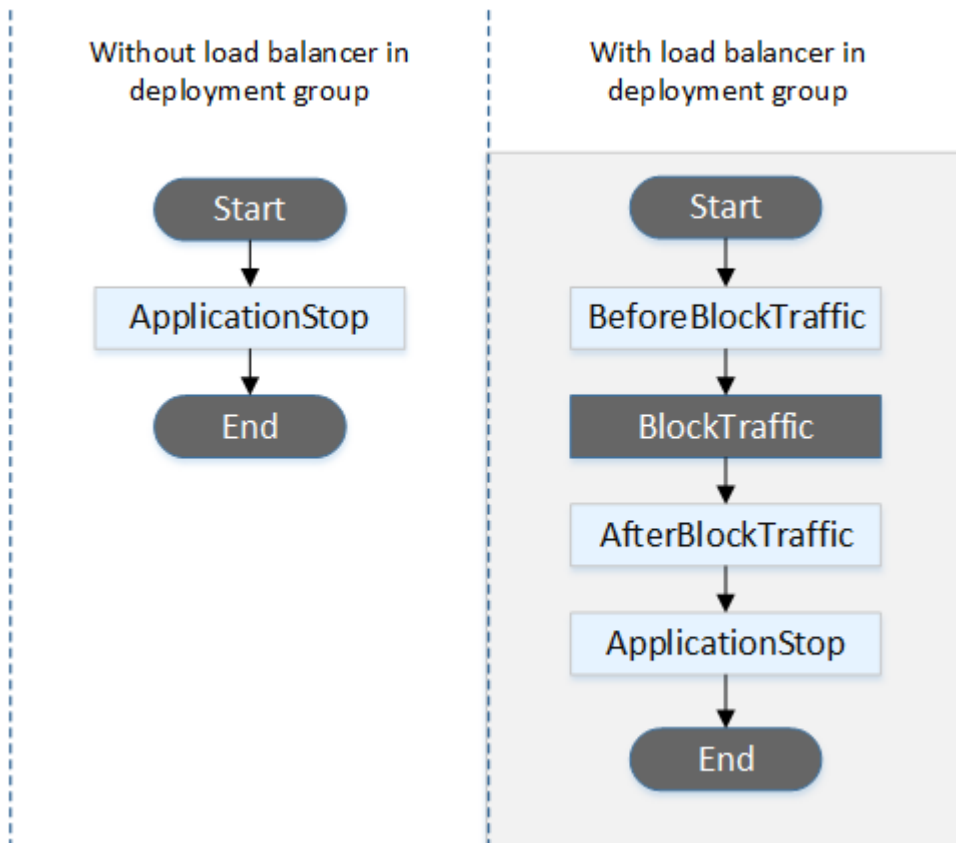 Without load balancer in
deployment group
Start
ApplicationStop
End
With load balancer in
deployment group
Start
BeforeBlockTraffic
BlockTraffic
AfterBlockTraffic
ApplicationStop
End